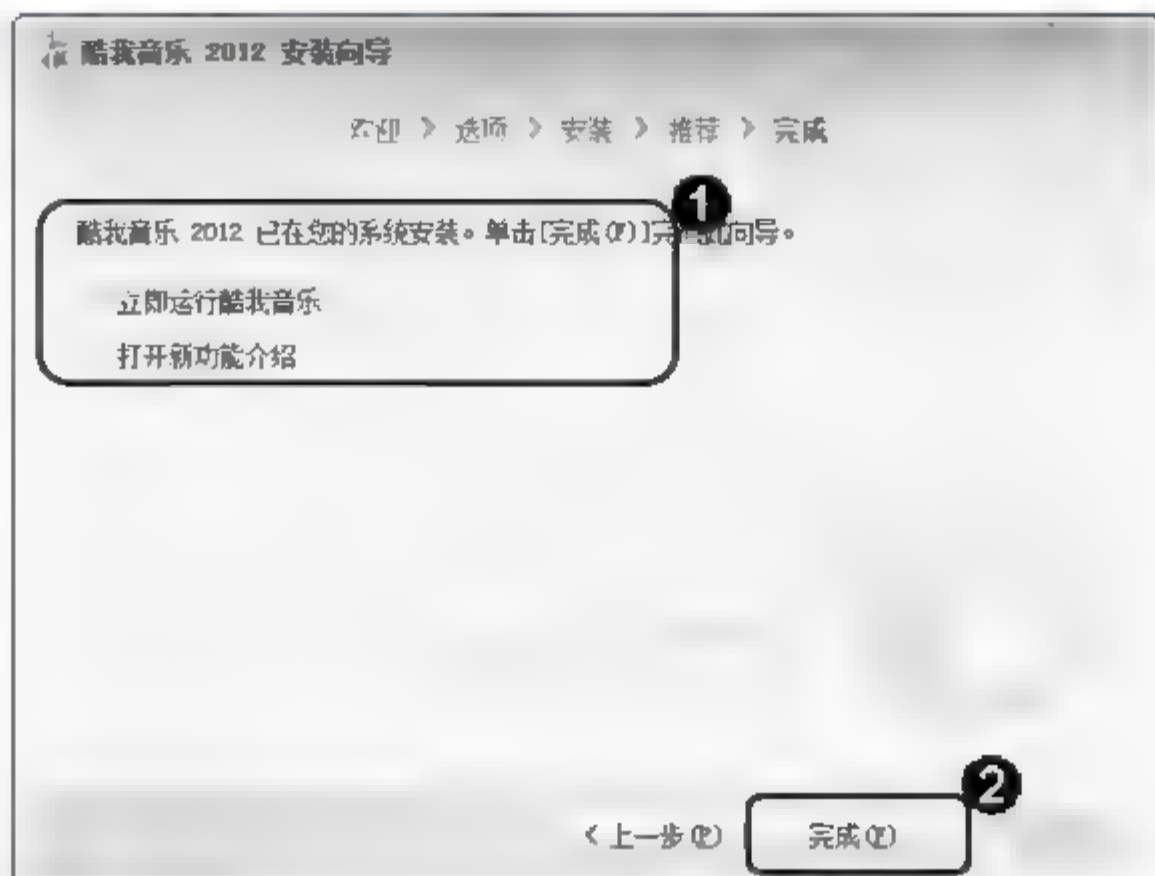 酷我音乐 2012 安装向导
欢迎 > 选项 > 安装 > 推荐 > 完成
1
酷我音乐 2012 已在您的系统安装。单击[完成(F)]完 向导。
立即运行酷我音乐
打开新功能介绍
2
<上一步(P) 完成(F)